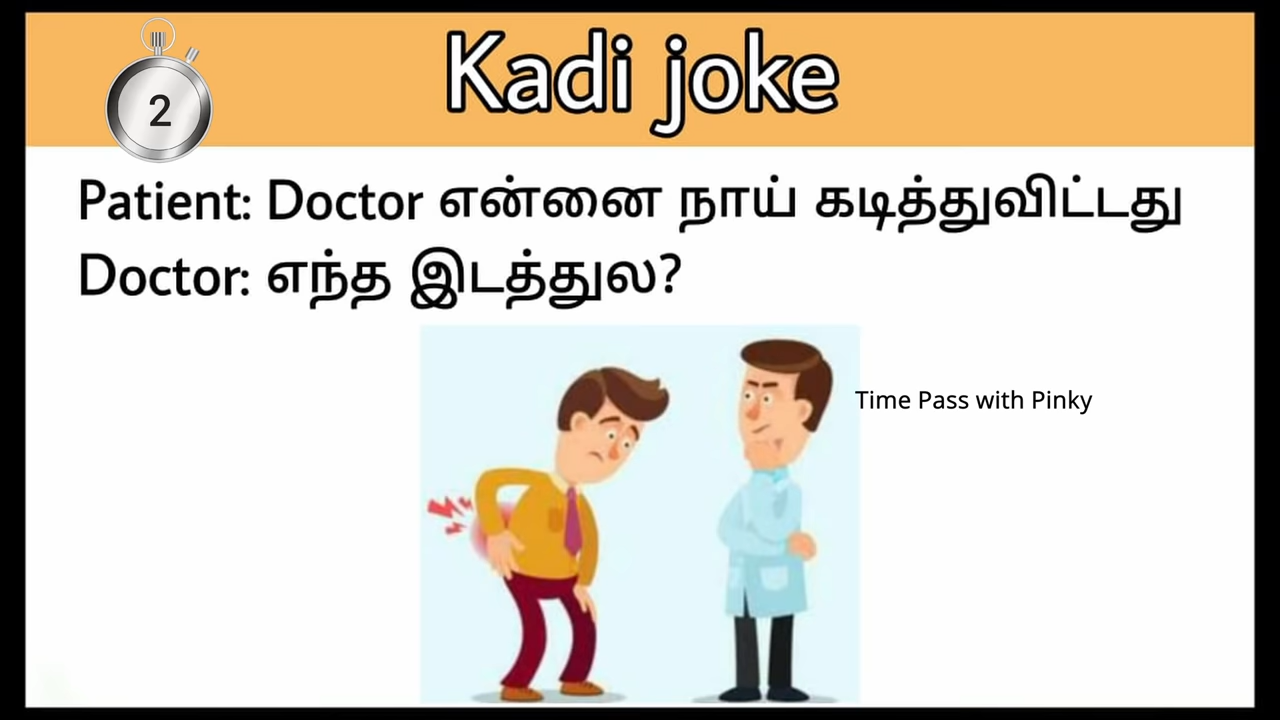 Kadi joke
2
Patient: Doctor என்னை நாய் கடித்துவிட்டது
Doctor: எந்த இடத்துல?
Time Pass with Pinky